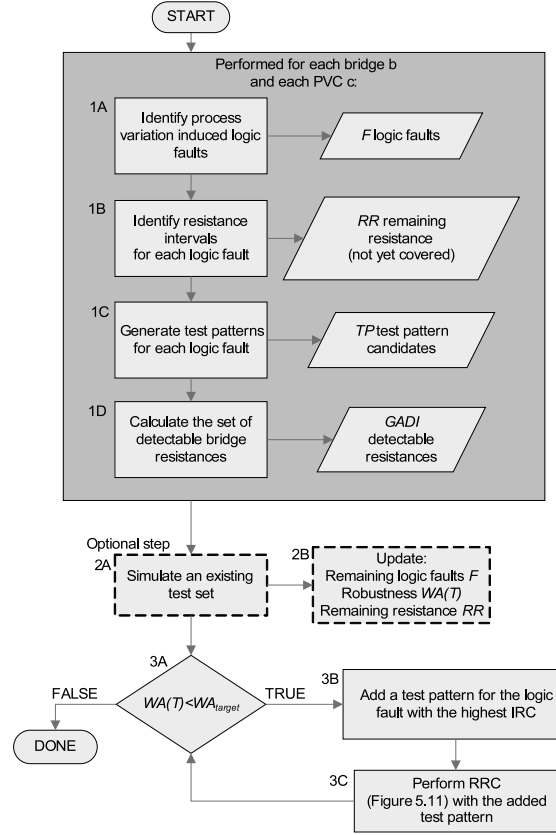 START
Performed for each bridge b
and each PVC c:
1A
Identify process
variation induced logic
faults
F logic faults
1B
Identify resistance
intervals
for each logic fault
RR remaining
resistance
(not yet covered)
1C
Generate test patterns
for each logic fault
TP test pattern
candidates
1D
Calculate the set of
detectable bridge
resistances
GADI
detectable
resistances
Optional step
2A
Simulate an existing
test set
2B
Update:
Remaining logic faults F
Robustness WA(T)
Remaining resistance RR
3A
WA(T)<WAtarget
FALSE
TRUE
DONE
3B
Add a test pattern for the logic
fault with the highest IRC
3C
Perform RRC
(Figure 5.11) with the added
test pattern